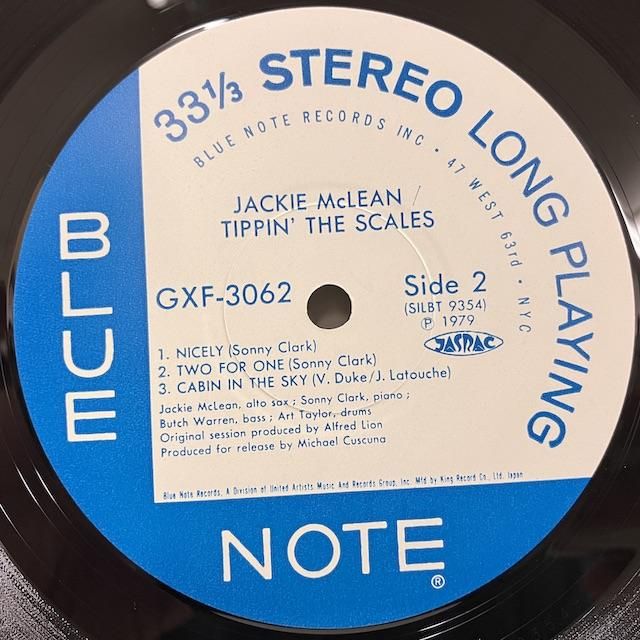 33⅓ STEREO LONG PLAYING
BLUE NOTE RECORDS INC • 47 WEST 63rd • NYC
JACKIE McLEAN
TIPPIN' THE SCALES
GXF-3062
Side 2
(SILBT 9354)
Ⓟ 1979
JASRAC
1. NICELY (Sonny Clark)
2. TWO FOR ONE (Sonny Clark)
3. CABIN IN THE SKY (V. Duke/J. Latouche)
Jackie McLean, alto sax ; Sonny Clark, piano ;
Butch Warren, bass ; Art Taylor, drums
Original session produced by Alfred Lion
Produced for release by Michael Cuscuna
Blue Note Records, A Division of United Artists Music And Records Group, Inc. Mfd by King Record Co., Ltd. Japan
BLUE
NOTE®